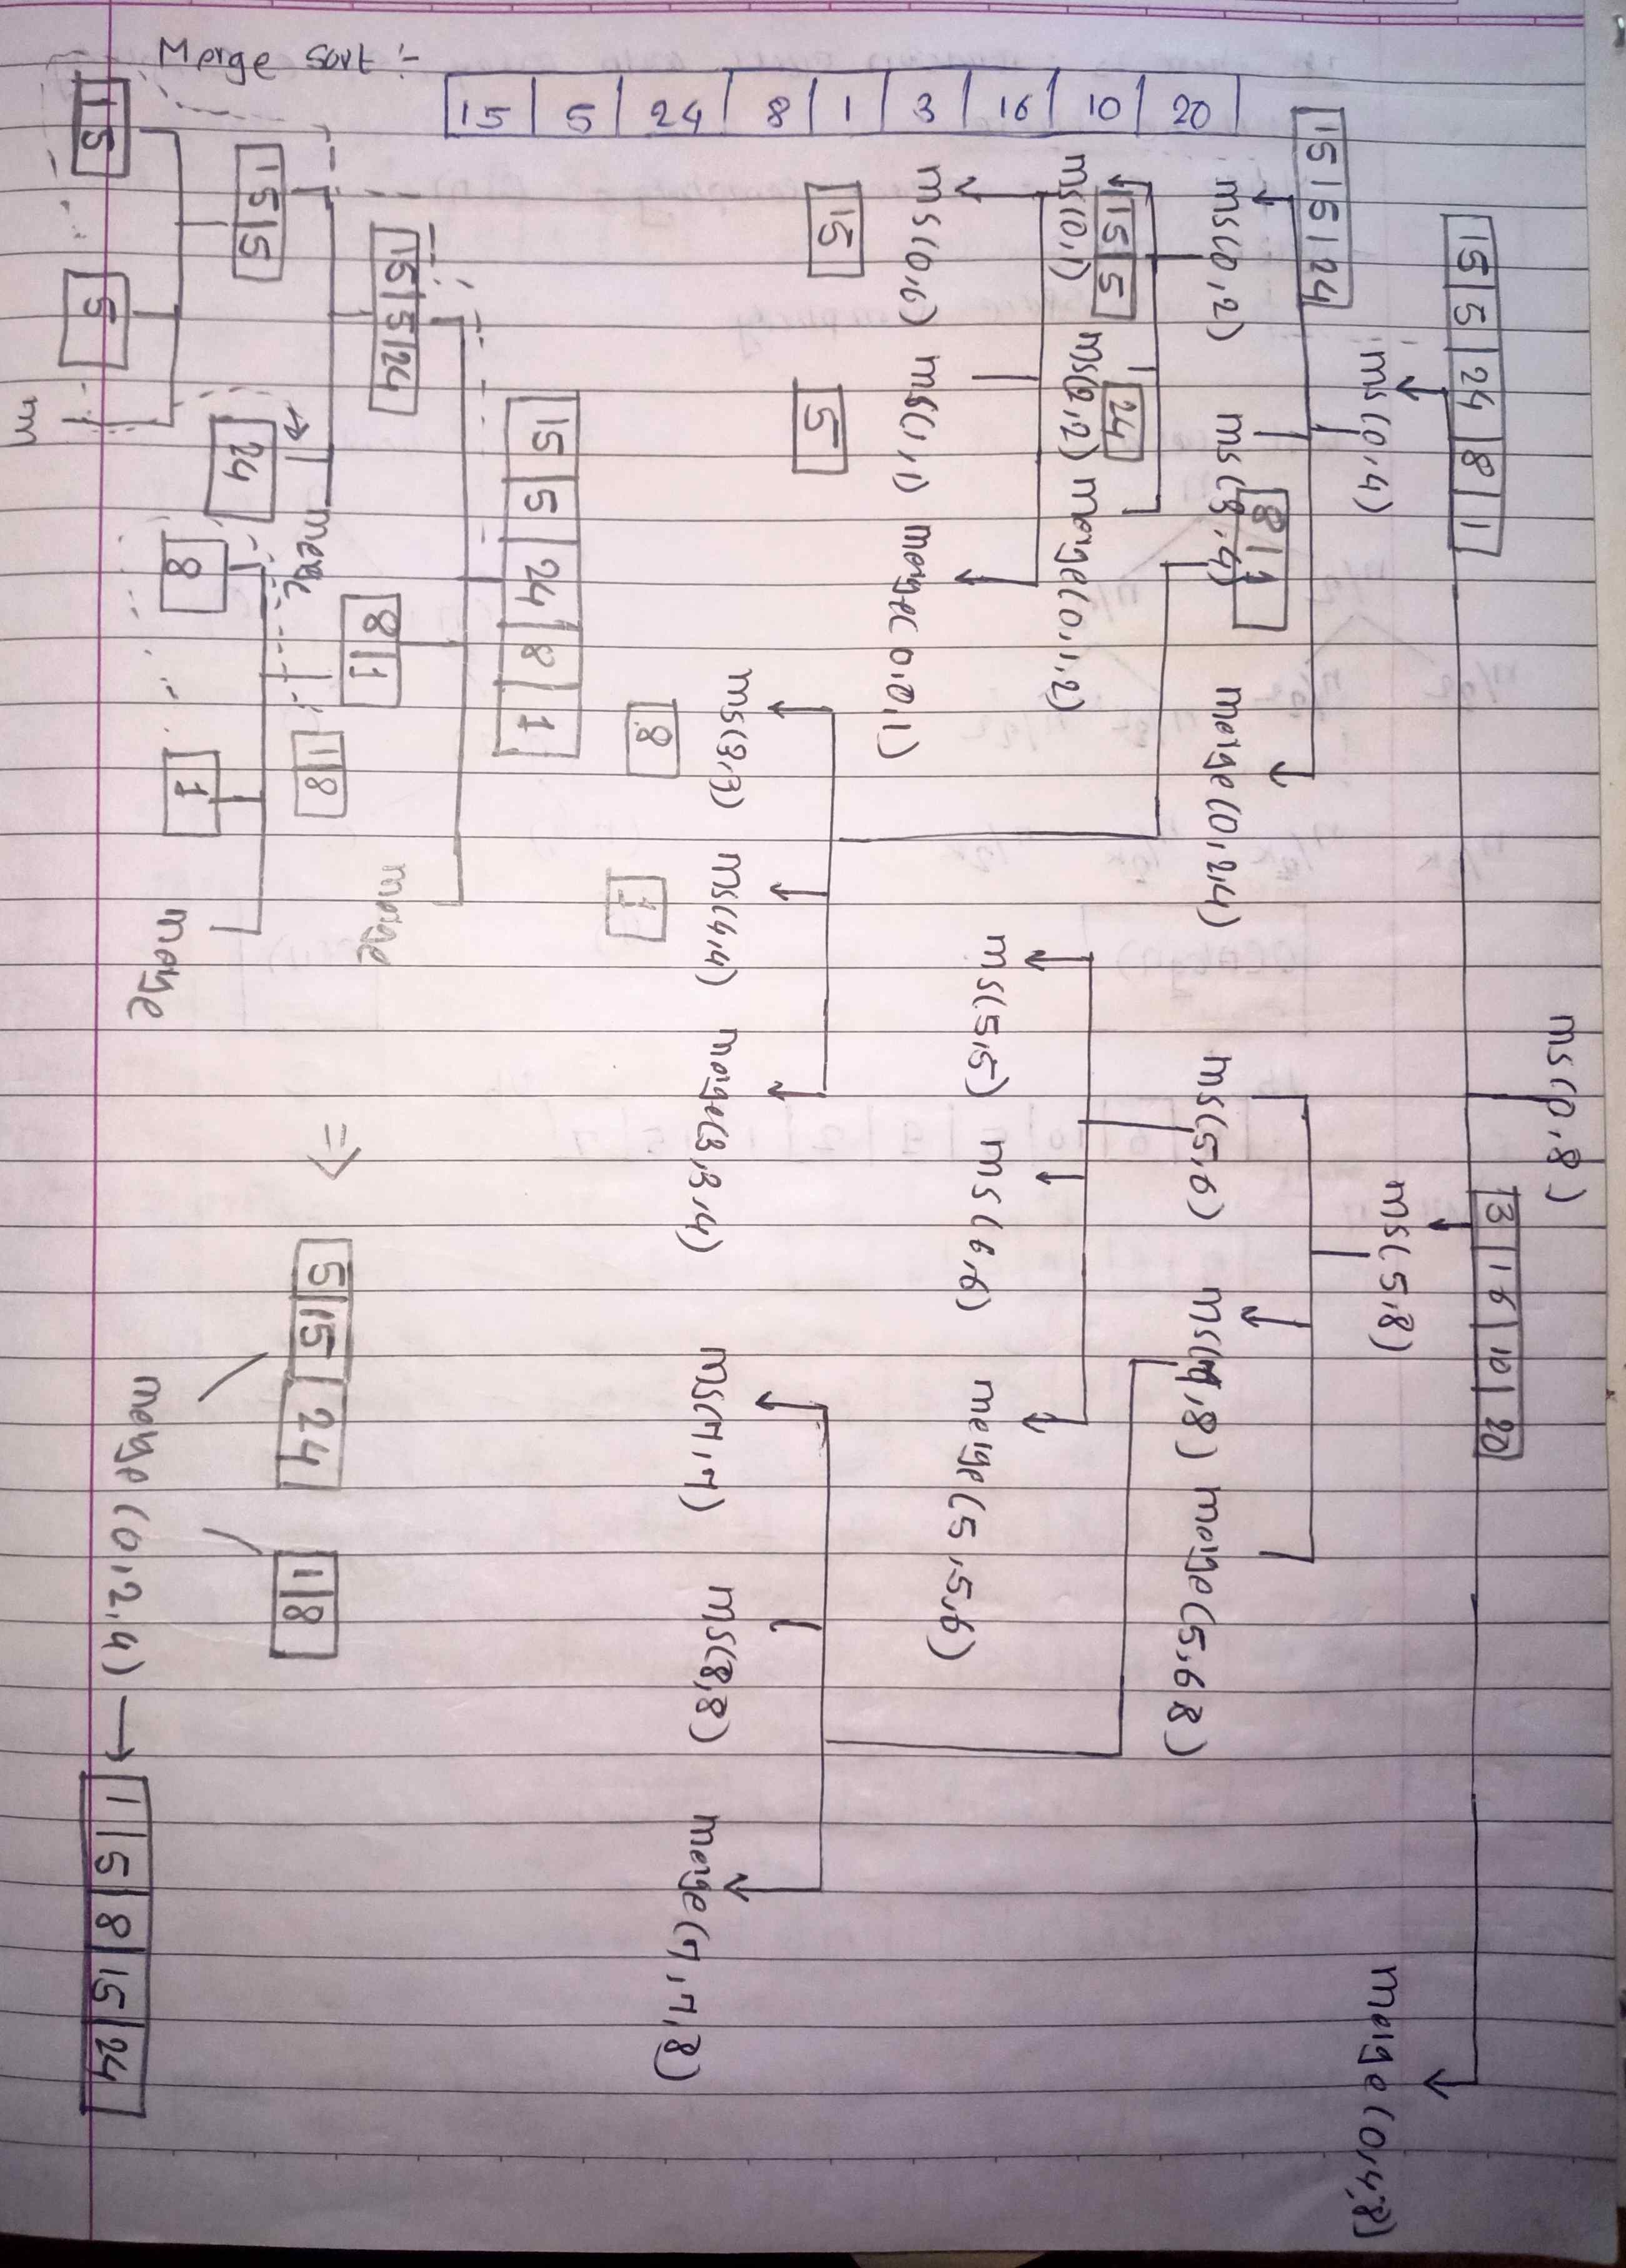 Merge sort :-
15 5 24 8 1 3 16 10 20
ms(0,8)
15 5 24 8 1
3 16 10 20
ms(0,4)
ms(5,8)
merge(0,4,8)
15 5 24
8 1
ms(0,2)
ms(3,4)
merge(0,2,4)
ms(5,6)
ms(7,8)
merge(5,6 8)
15 5
24
ms(0,1)
ms(2,2)
merge(0,1,2)
ms(5,5)
ms(6,6)
merge(5,5,6)
ms(0,0)
ms(1,1)
merge(0,0,1)
15
5
ms(3,3)
ms(4,4)
merge(3,3,4)
ms(7,7)
ms(8,8)
merge(7,7,8)
8
1
15 5 24 8 1
15 5 24
8 1
merge
15 5
24
merge
1 8
8
1
merge
15
5
m
=>
5 15 24
1 8
merge(0,2,4) → 1 5 8 15 24